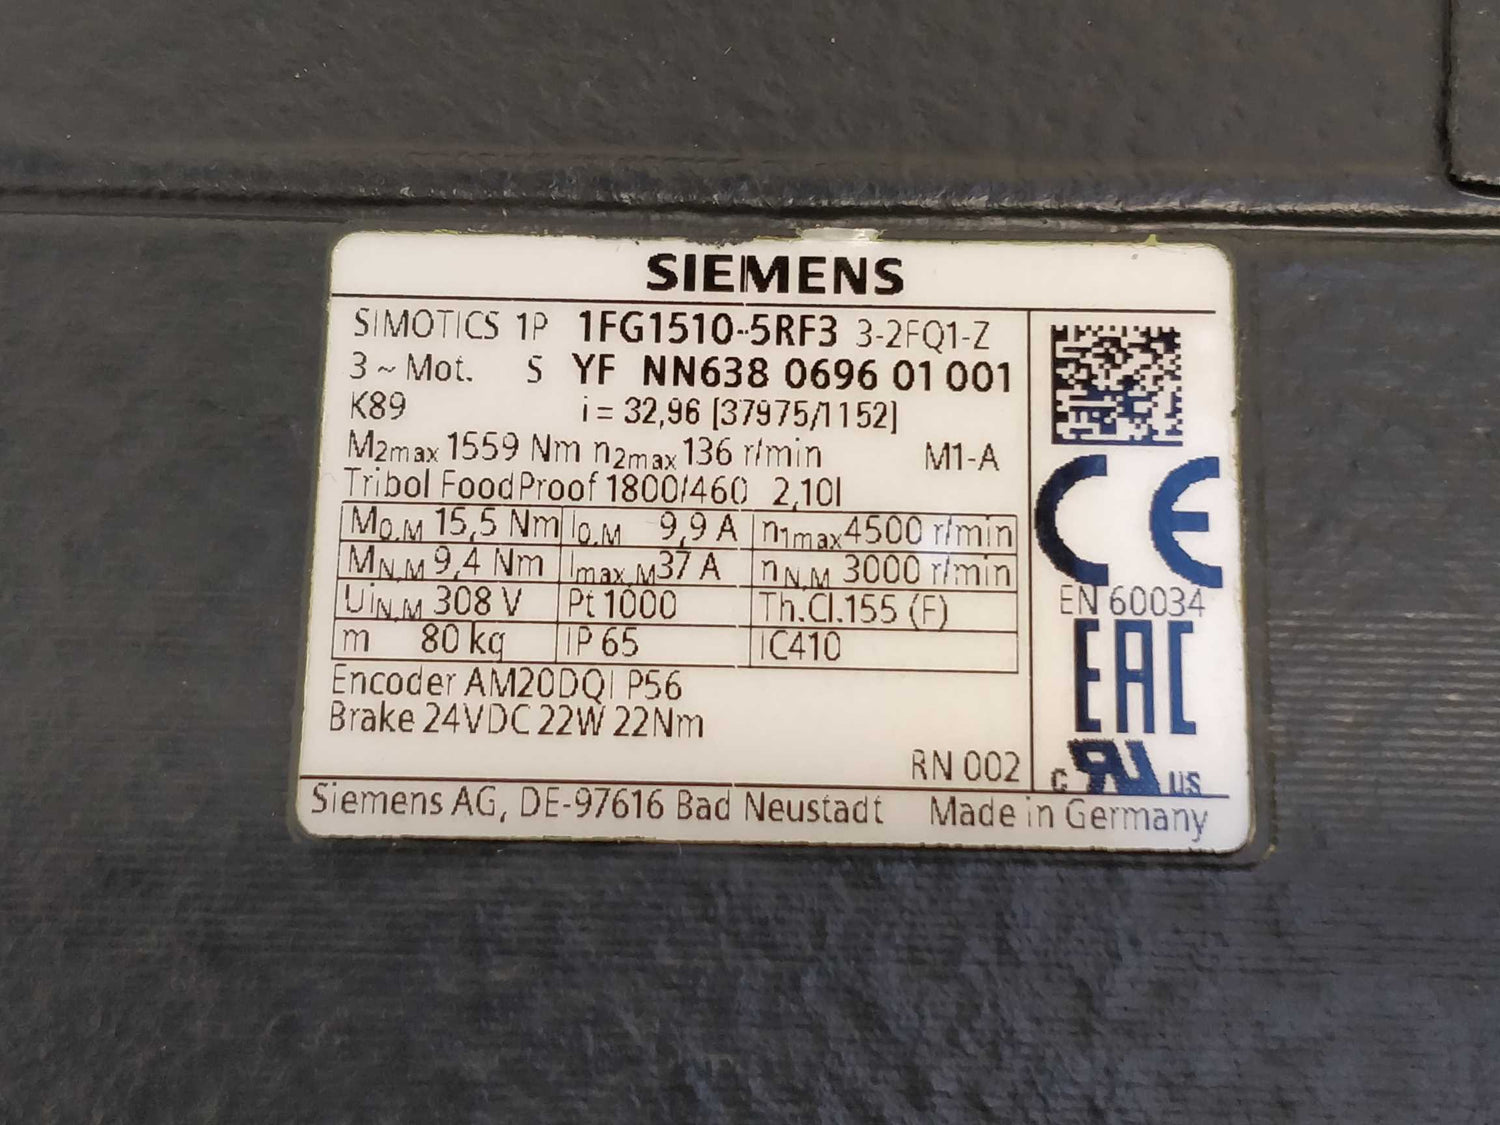 SIEMENS
SIMOTICS 1P 1FG1510-5RF3 3-2FQ1-Z
3 ~ Mot. S YF NN638 0696 01 001
K89 i = 32,96 [37975/1152]
M2max 1559 Nm n2max 136 r/min M1-A
Tribol FoodProof 1800/460 2,10l
M0,M 15,5 Nm I0,M 9,9 A n1max 4500 r/min
MN,M 9,4 Nm Imax,M 37 A nN,M 3000 r/min
UiN,M 308 V Pt 1000 Th.Cl.155 (F)
m 80 kg IP 65 IC410
Encoder AM20DQI P56
Brake 24VDC 22W 22Nm
RN 002
CE
EN 60034
EAC
c RU US
Siemens AG, DE-97616 Bad Neustadt Made in Germany